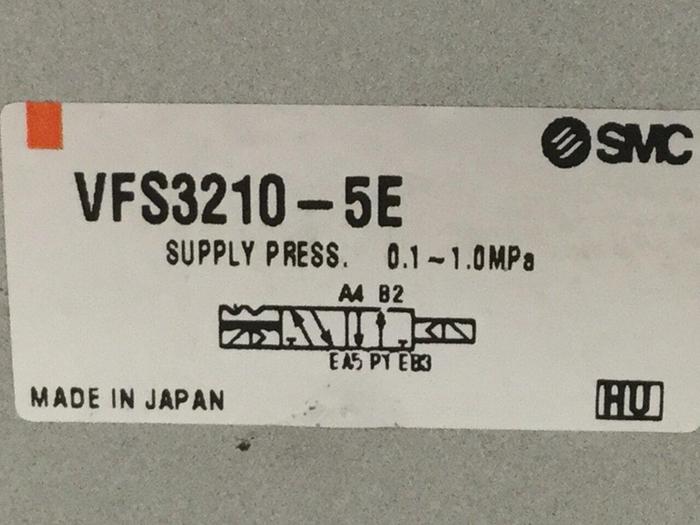 SMC
VFS3210-5E
SUPPLY PRESS. 0.1~1.0MPa
A4 B2
EA5 P1 EB3
MADE IN JAPAN
HU